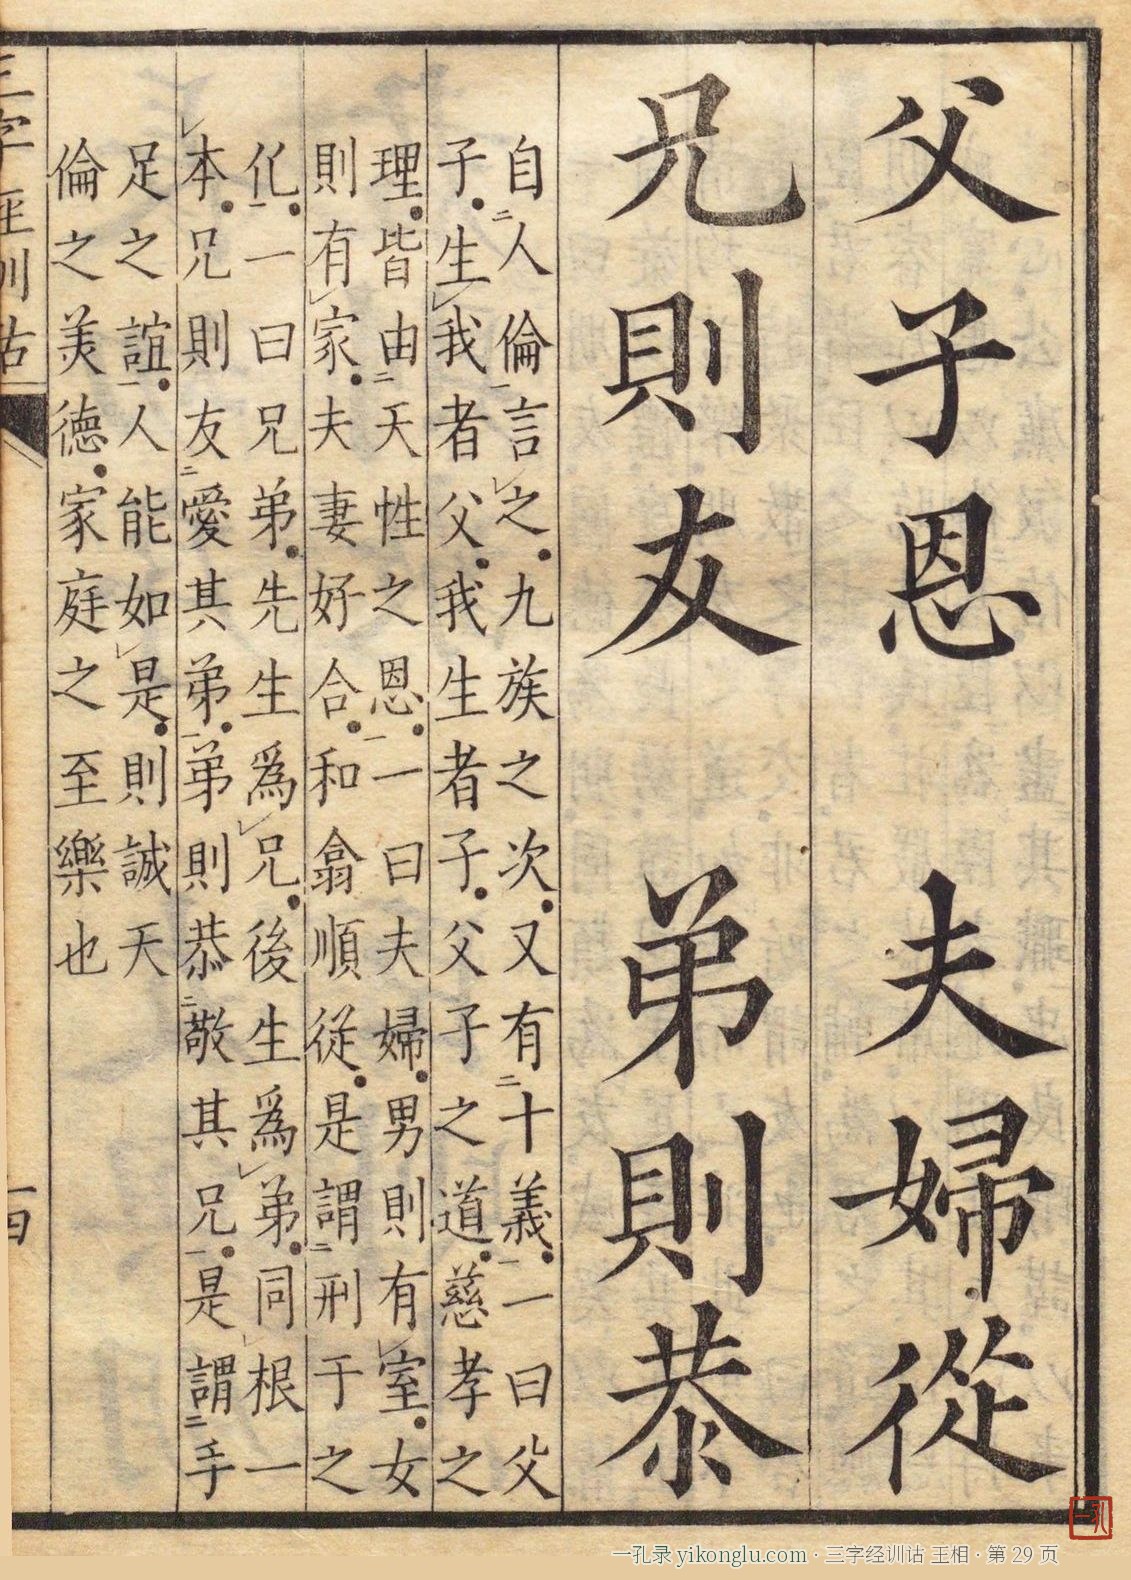 父子恩　夫婦從
兄則友　弟則恭
自人倫言之九族之次又有十義一曰父
子生我者父我生者子父子之道慈孝之
理皆由天性之恩一曰夫婦男則有室女
則有家夫妻好合和翕順從是謂刑于之
化一曰兄弟先生爲兄後生爲弟同根一
本兄則友愛其弟弟則恭敬其兄是謂手
足之誼人能如是則誠天
倫之美德家庭之至樂也
三字經訓詁
一四
一孔
一孔录 yikonglu.com · 三字经训诂 王相 · 第 29 页